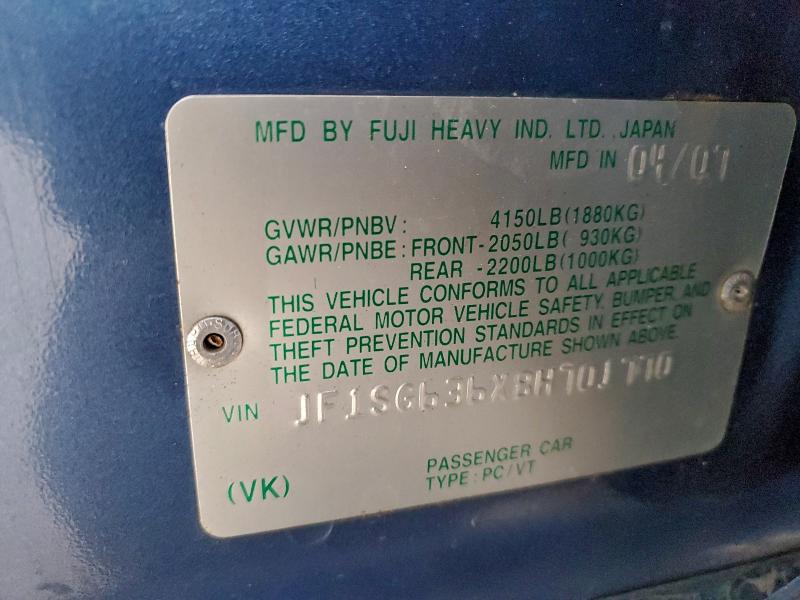 MFD BY FUJI HEAVY IND. LTD. JAPAN
MFD IN 04/07
GVWR/PNBV: 4150LB(1880KG)
GAWR/PNBE: FRONT-2050LB( 930KG)
REAR -2200LB(1000KG)
THIS VEHICLE CONFORMS TO ALL APPLICABLE
FEDERAL MOTOR VEHICLE SAFETY, BUMPER, AND
THEFT PREVENTION STANDARDS IN EFFECT ON
THE DATE OF MANUFACTURE SHOWN ABOVE.
VIN
PASSENGER CAR
(VK) TYPE: PC/VT